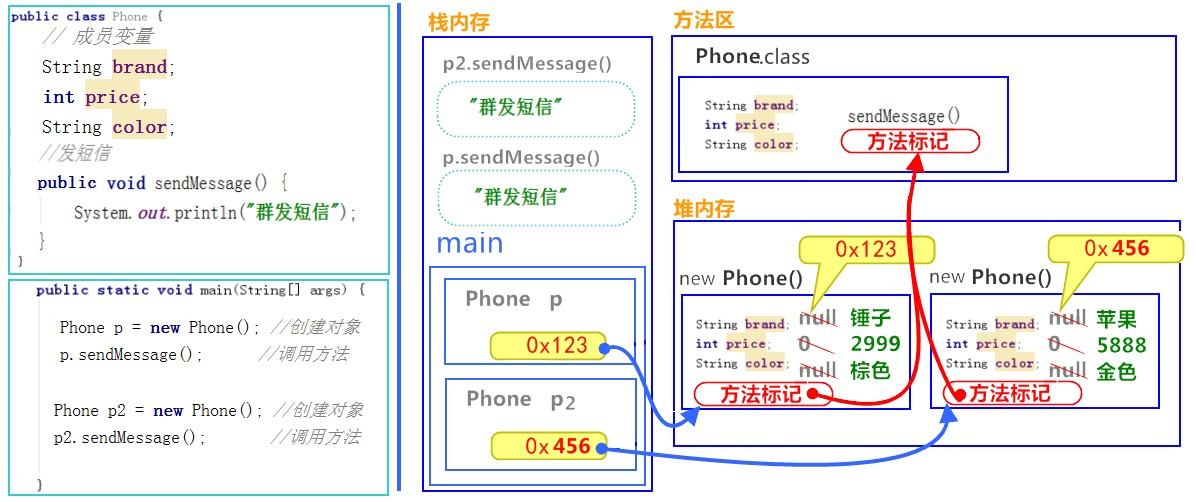 public class Phone {
// 成员变量
String brand;
int price;
String color;
//发短信
public void sendMessage() {
System.out.println("群发短信");
}
}
public static void main(String[] args) {
Phone p = new Phone(); //创建对象
p.sendMessage(); //调用方法
Phone p2 = new Phone(); //创建对象
p2.sendMessage(); //调用方法
}
栈内存
p2.sendMessage()
"群发短信"
p.sendMessage()
"群发短信"
main
Phone p
0x123
Phone p2
0x456
方法区
Phone.class
String brand;
int price;
String color;
sendMessage()
方法标记
堆内存
0x123
new Phone()
String brand; null 锤子
int price; 0 2999
String color; null 棕色
方法标记
0x456
new Phone()
String brand; null 苹果
int price; 0 5888
String color; null 金色
方法标记